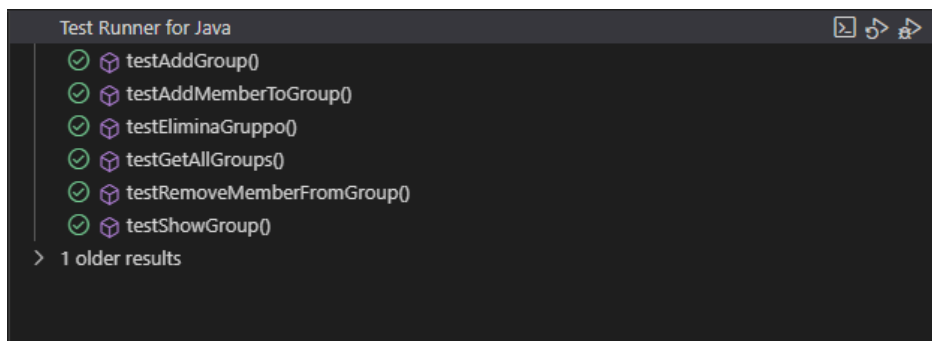 Test Runner for Java
testAddGroup()
testAddMemberToGroup()
testEliminaGruppo()
testGetAllGroups()
testRemoveMemberFromGroup()
testShowGroup()
1 older results